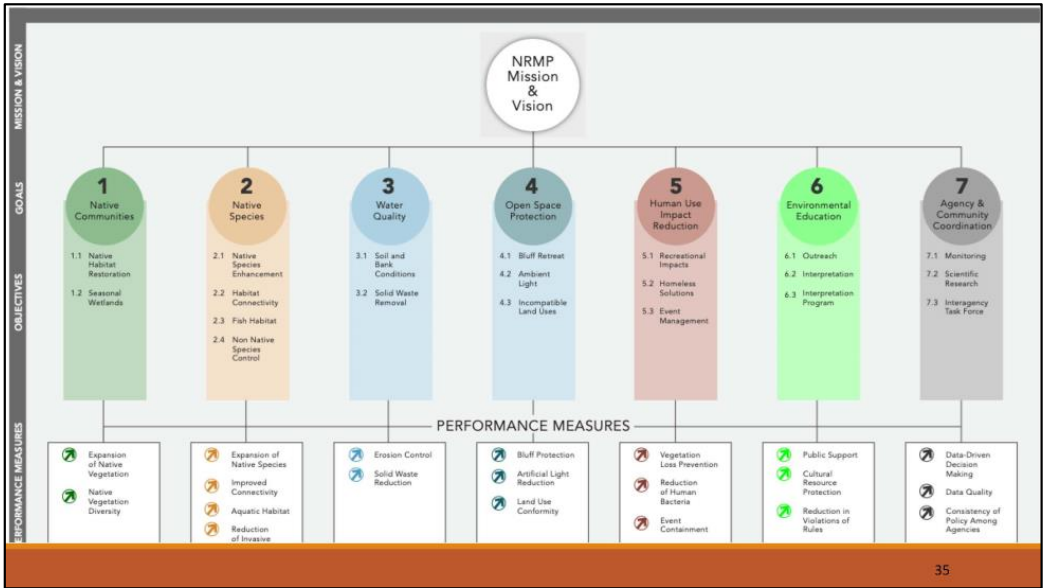 MISSION & VISION
NRMP
Mission
&
Vision
GOALS
1
Native
Communities
2
Native
Species
3
Water
Quality
4
Open Space
Protection
5
Human Use
Impact
Reduction
6
Environmental
Education
7
Agency &
Community
Coordination
OBJECTIVES
1.1 Native
Habitat
Restoration
1.2 Seasonal
Wetlands
2.1 Native
Species
Enhancement
2.2 Habitat
Connectivity
2.3 Fish Habitat
2.4 Non Native
Species
Control
3.1 Soil and
Bank
Conditions
3.2 Solid Waste
Removal
4.1 Bluff Retreat
4.2 Ambient
Light
4.3 Incompatible
Land Uses
5.1 Recreational
Impacts
5.2 Homeless
Solutions
5.3 Event
Management
6.1 Outreach
6.2 Interpretation
6.3 Interpretation
Program
7.1 Monitoring
7.2 Scientific
Research
7.3 Interagency
Task Force
PERFORMANCE MEASURES
ERFORMANCE MEASURES
Expansion
of Native
Vegetation
Native
Vegetation
Diversity
Expansion of
Native Species
Improved
Connectivity
Aquatic Habitat
Reduction
of Invasive
Erosion Control
Solid Waste
Reduction
Bluff Protection
Artificial Light
Reduction
Land Use
Conformity
Vegetation
Loss Prevention
Reduction
of Human
Bacteria
Event
Containment
Public Support
Cultural
Resource
Protection
Reduction in
Violations of
Rules
Data-Driven
Decision
Making
Data Quality
Consistency of
Policy Among
Agencies
35